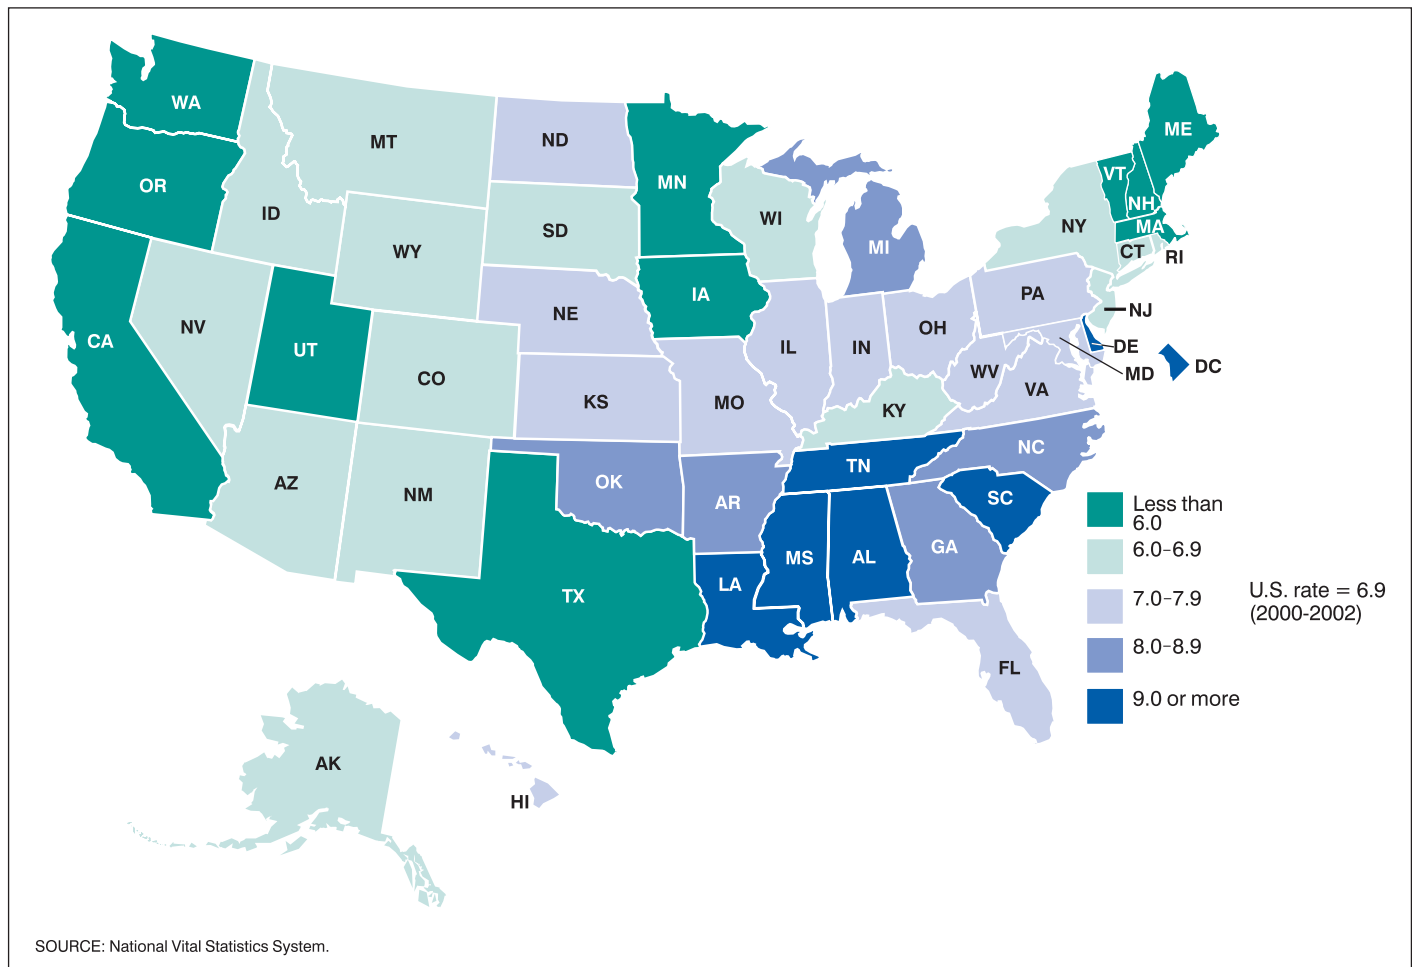 WA
MT
ND
MN
ME
OR
ID
SD
WI
MI
VT
NH
NY
MA
CT
RI
WY
IA
NE
PA
NJ
NV
UT
CA
CO
IL
IN
OH
DE
MD
DC
WV
VA
KS
MO
KY
AZ
NM
OK
AR
TN
NC
SC
MS
AL
GA
LA
TX
FL
AK
HI
Less than
6.0
6.0–6.9
7.0–7.9
8.0–8.9
9.0 or more
U.S. rate = 6.9
(2000-2002)
SOURCE: National Vital Statistics System.